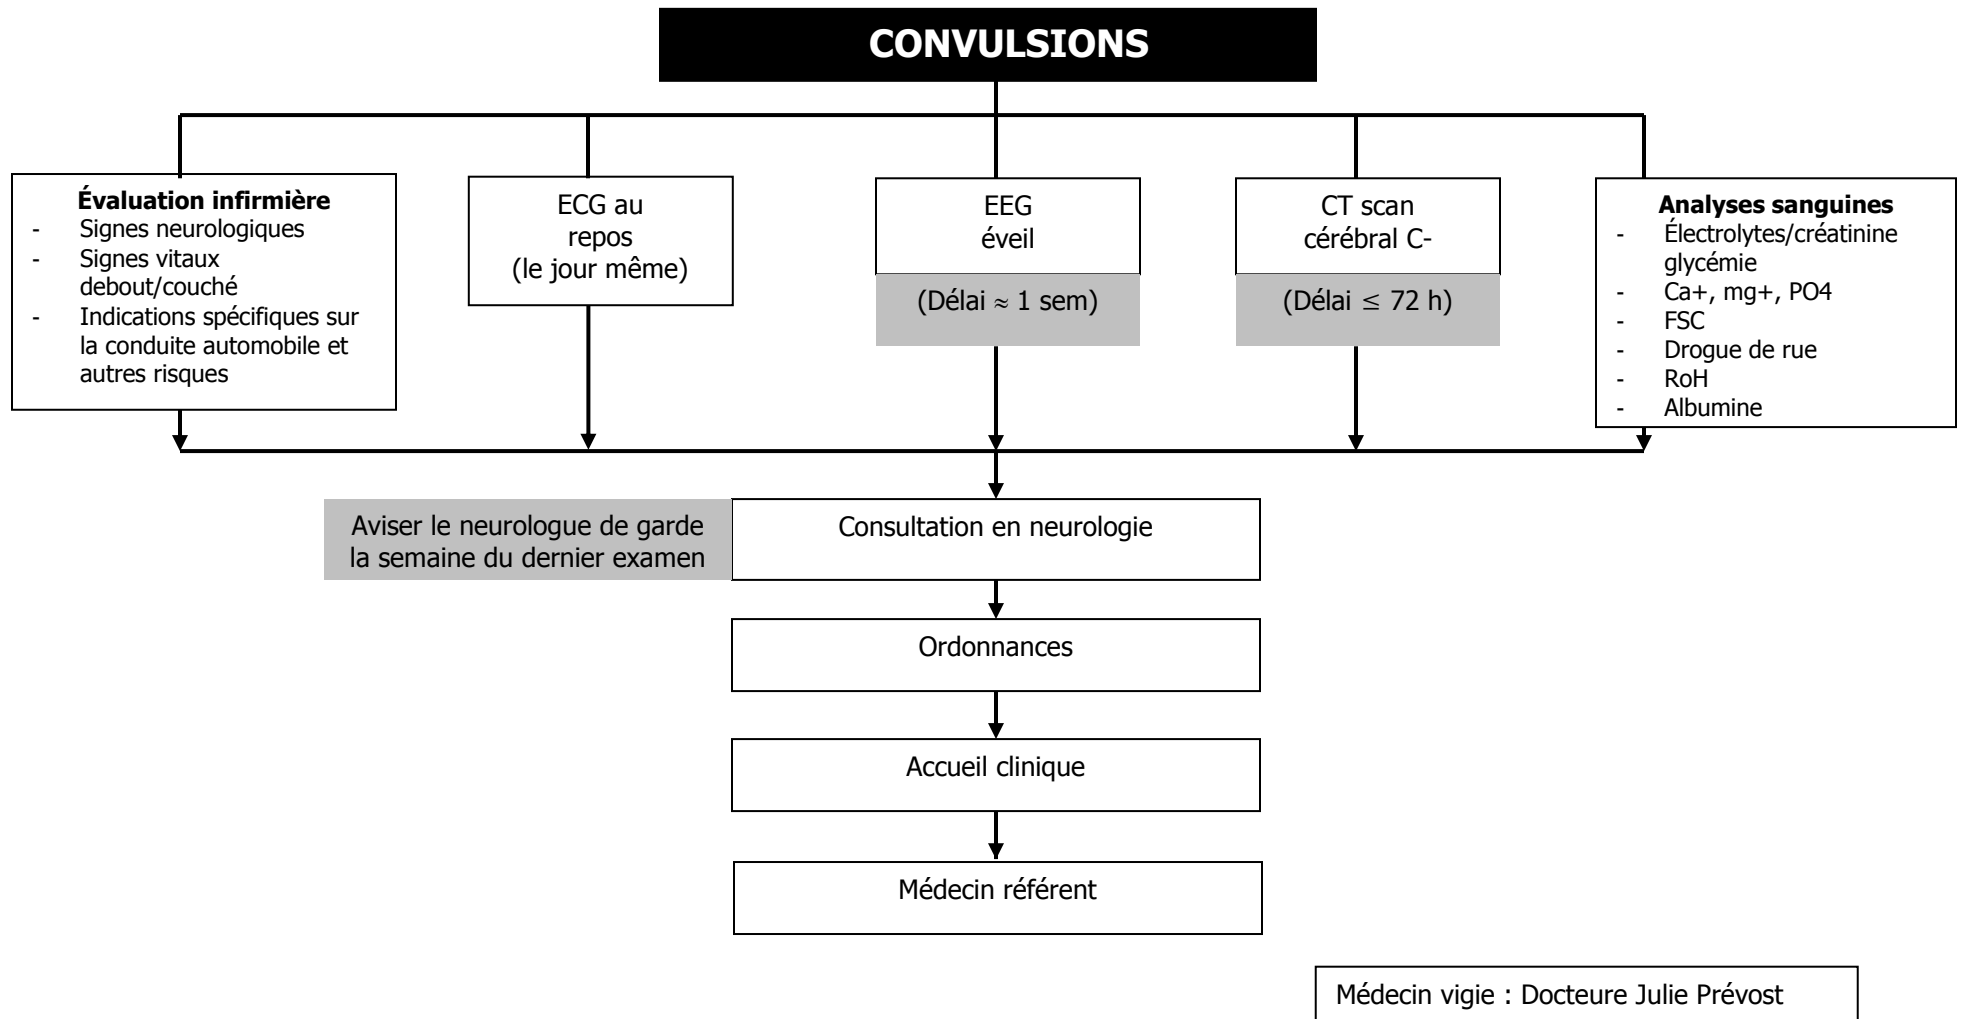 CONVULSIONS
Évaluation infirmière
- Signes neurologiques
- Signes vitaux
debout/couché
- Indications spécifiques sur
la conduite automobile et
autres risques
ECG au
repos
(le jour même)
EEG
éveil
(Délai ≈ 1 sem)
CT scan
cérébral C-
(Délai ≤ 72 h)
Analyses sanguines
- Électrolytes/créatinine
glycémie
- Ca+, mg+, PO4
- FSC
- Drogue de rue
- RoH
- Albumine
Aviser le neurologue de garde
la semaine du dernier examen
Consultation en neurologie
Ordonnances
Accueil clinique
Médecin référent
Médecin vigie : Docteure Julie Prévost